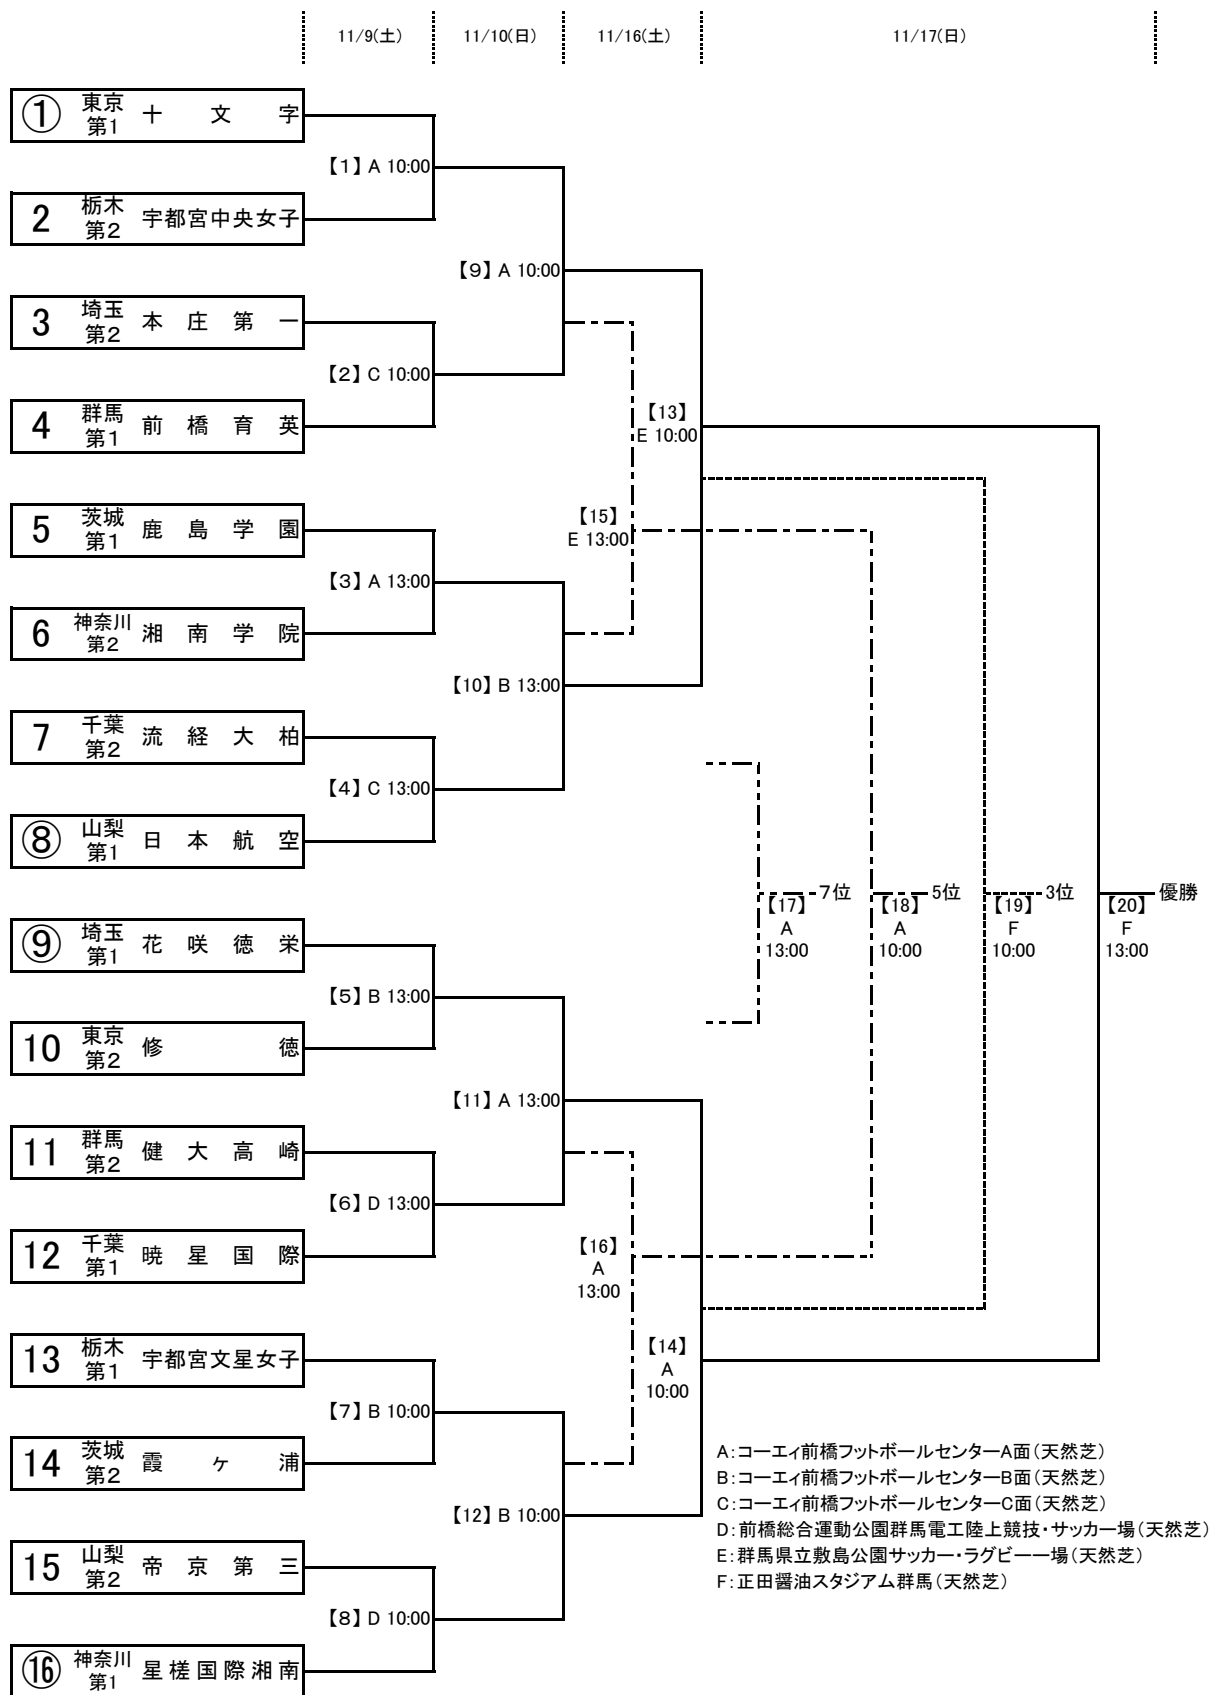 11/9(土) 11/10(日) 11/16(土) 11/17(日)
① 東京第1 十文字
【1】 A 10:00
2 栃木第2 宇都宮中央女子
【9】 A 10:00
3 埼玉第2 本庄第一
【2】 C 10:00
4 群馬第1 前橋育英
【13】
E 10:00
5 茨城第1 鹿島学園
【15】
E 13:00
【3】 A 13:00
6 神奈川第2 湘南学院
【10】 B 13:00
7 千葉第2 流経大柏
【4】 C 13:00
⑧ 山梨第1 日本航空
7位 5位 3位 優勝
【17】 【18】 【19】 【20】
A A F F
13:00 10:00 10:00 13:00
⑨ 埼玉第1 花咲徳栄
【5】 B 13:00
10 東京第2 修徳
【11】 A 13:00
11 群馬第2 健大高崎
【6】 D 13:00
12 千葉第1 暁星国際
【16】
A
13:00
13 栃木第1 宇都宮文星女子
【14】
A
10:00
【7】 B 10:00
14 茨城第2 霞ヶ浦
【12】 B 10:00
15 山梨第2 帝京第三
【8】 D 10:00
⑯ 神奈川第1 星槎国際湘南
A:コーエィ前橋フットボールセンターA面(天然芝)
B:コーエィ前橋フットボールセンターB面(天然芝)
C:コーエィ前橋フットボールセンターC面(天然芝)
D:前橋総合運動公園群馬電工陸上競技・サッカー場(天然芝)
E:群馬県立敷島公園サッカー・ラグビー一場(天然芝)
F:正田醤油スタジアム群馬(天然芝)